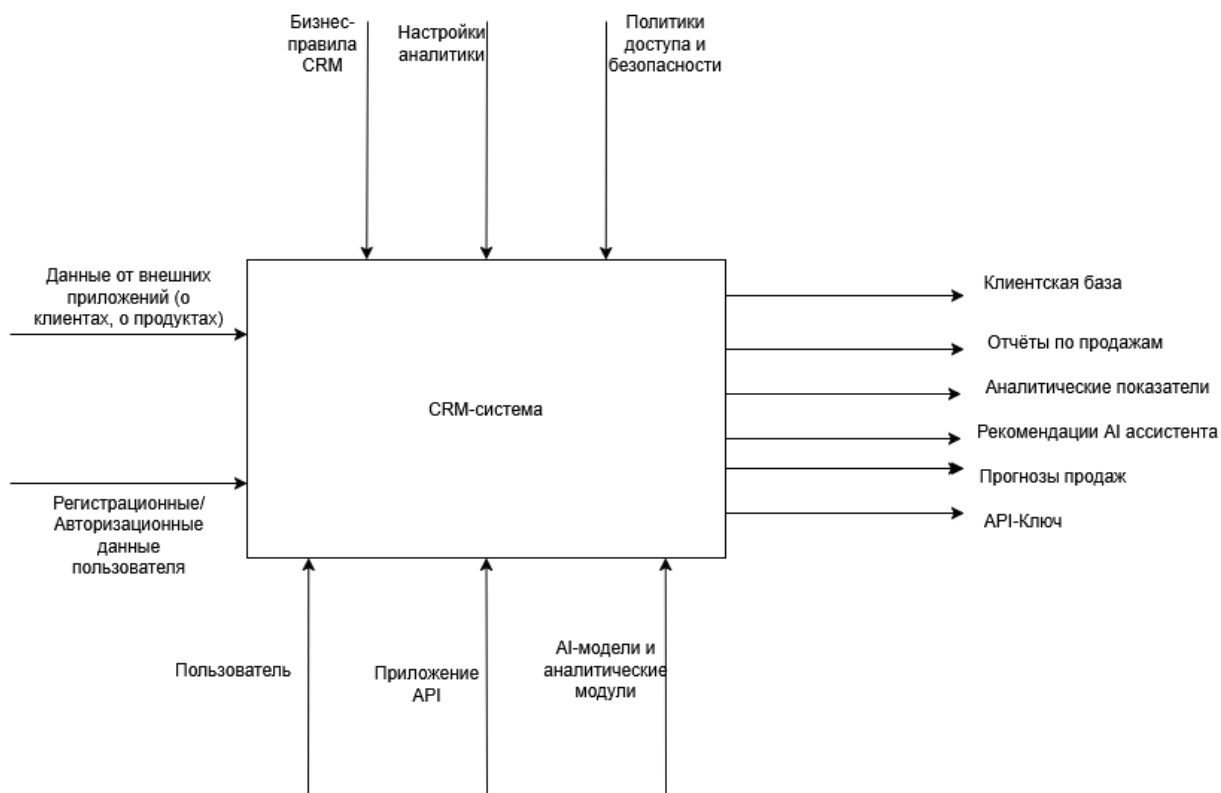 Бизнес-
правила
CRM
Настройки
аналитики
Политики
доступа и
безопасности
Данные от внешних
приложений (о
клиентах, о продуктах)
CRM-система
Клиентская база
Отчёты по продажам
Аналитические показатели
Рекомендации AI ассистента
Прогнозы продаж
API-Ключ
Регистрационные/
Авторизационные
данные
пользователя
Пользователь
Приложение
API
AI-модели и
аналитические
модули